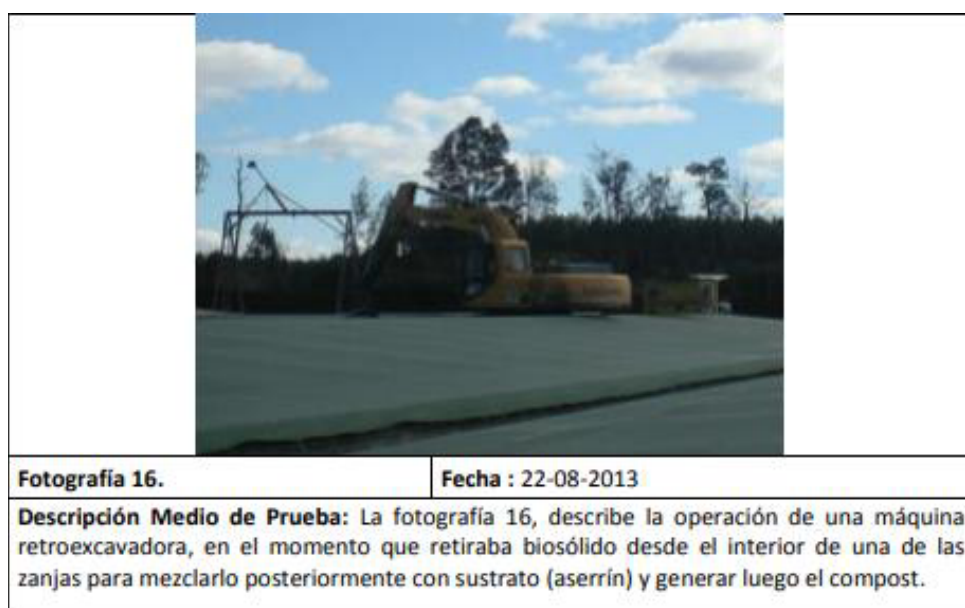 Fotografía 16.
Fecha : 22-08-2013
Descripción Medio de Prueba: La fotografía 16, describe la operación de una máquina
retroexcavadora, en el momento que retiraba biosólido desde el interior de una de las
zanjas para mezclarlo posteriormente con sustrato (aserrín) y generar luego el compost.